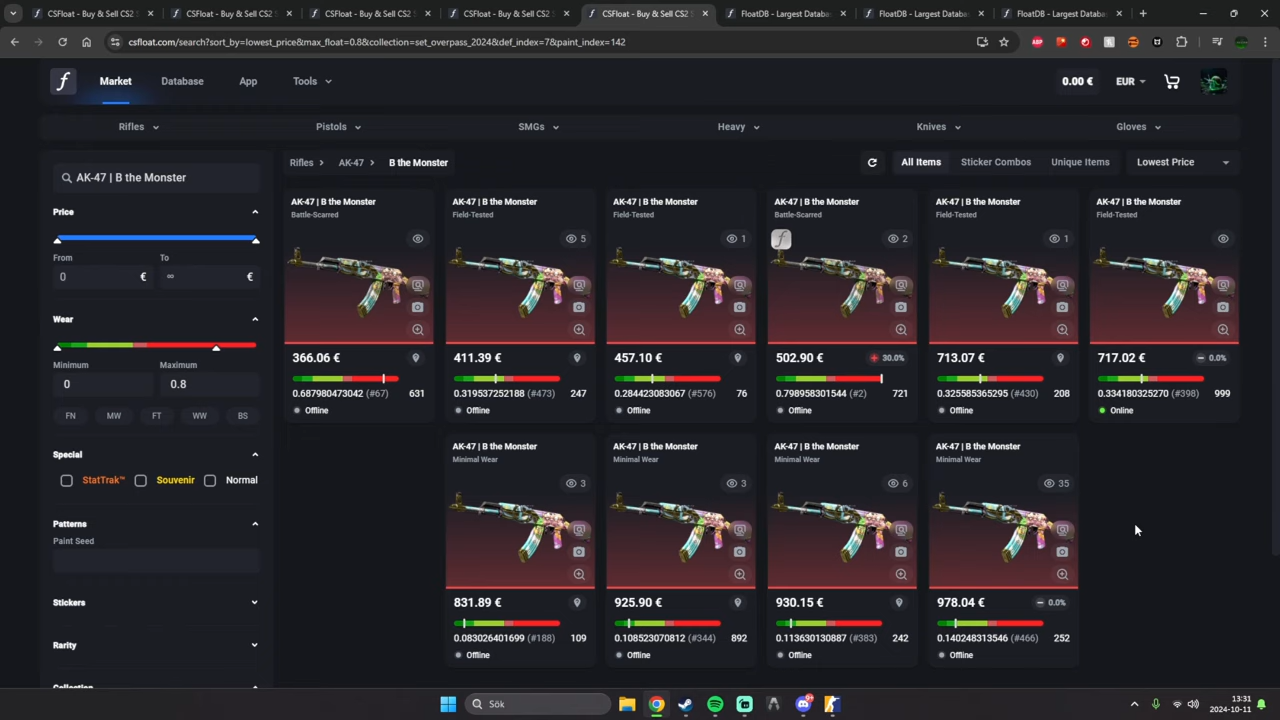 CSFloat - Buy & Sell CS2 S
CSFloat - Buy & Sell CS2 S
CSFloat - Buy & Sell CS2 S
CSFloat - Buy & Sell CS2 S
CSFloat - Buy & Sell CS2 S
FloatDB - Largest Databas
FloatDB - Largest Databas
FloatDB - Largest Databas
csfloat.com/search?sort_by=lowest_price&max_float=0.8&collection=set_overpass_2024&def_index=7&paint_index=142
f Market Database App Tools 0.00 € EUR
Rifles Pistols SMGs Heavy Knives Gloves
AK-47 | B the Monster
Price
From To
0 € ∞ €
Wear
Minimum Maximum
0 0.8
FN MW FT WW BS
Special
StatTrak™ Souvenir Normal
Patterns
Paint Seed
Stickers
Rarity
Collection
Rifles AK-47 B the Monster
All Items Sticker Combos Unique Items Lowest Price
AK-47 | B the Monster
Battle-Scarred
366.06 €
0.687980473042 (#67) 631
Offline
AK-47 | B the Monster
Field-Tested
5
411.39 €
0.319537252188 (#473) 247
Offline
AK-47 | B the Monster
Field-Tested
1
457.10 €
0.284423083067 (#576) 76
Offline
AK-47 | B the Monster
Battle-Scarred
2
502.90 € + 30.0%
0.798958301544 (#2) 721
Offline
AK-47 | B the Monster
Field-Tested
1
713.07 €
0.325585365295 (#430) 208
Offline
AK-47 | B the Monster
Field-Tested
717.02 € – 0.0%
0.334180325270 (#398) 999
Online
AK-47 | B the Monster
Minimal Wear
3
831.89 €
0.083026401699 (#188) 109
Offline
AK-47 | B the Monster
Minimal Wear
3
925.90 €
0.108523070812 (#344) 892
Offline
AK-47 | B the Monster
Minimal Wear
6
930.15 €
0.113630130887 (#383) 242
Offline
AK-47 | B the Monster
Minimal Wear
35
978.04 € – 0.0%
0.140248313546 (#466) 252
Offline
Sök
13:31
2024-10-11